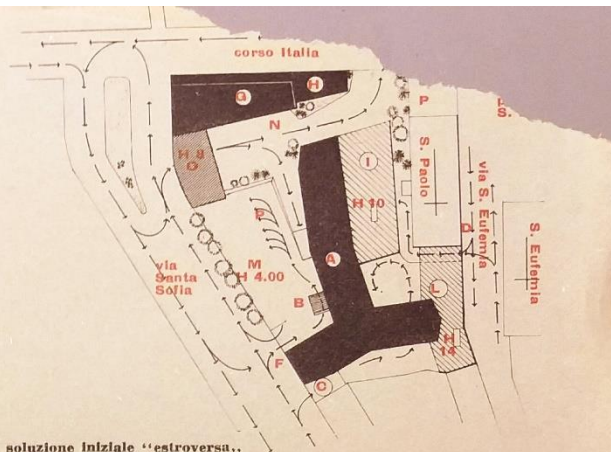 corso Italia
G
H
N
P
H 8
O
I
S. Paolo
P
H 10
via S. Eufemia
D
S. Eufemia
A
M
H 4.00
via
Santa
Sofia
L
B
H
14
F
C
soluzione iniziale "estroversa„